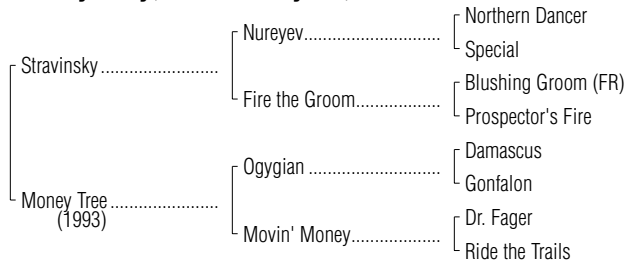 Northern Dancer
Nureyev
Special
Stravinsky
Blushing Groom (FR)
Fire the Groom
Prospector's Fire
Damascus
Ogygian
Gonfalon
Money Tree
(1993)
Dr. Fager
Movin' Money
Ride the Trails